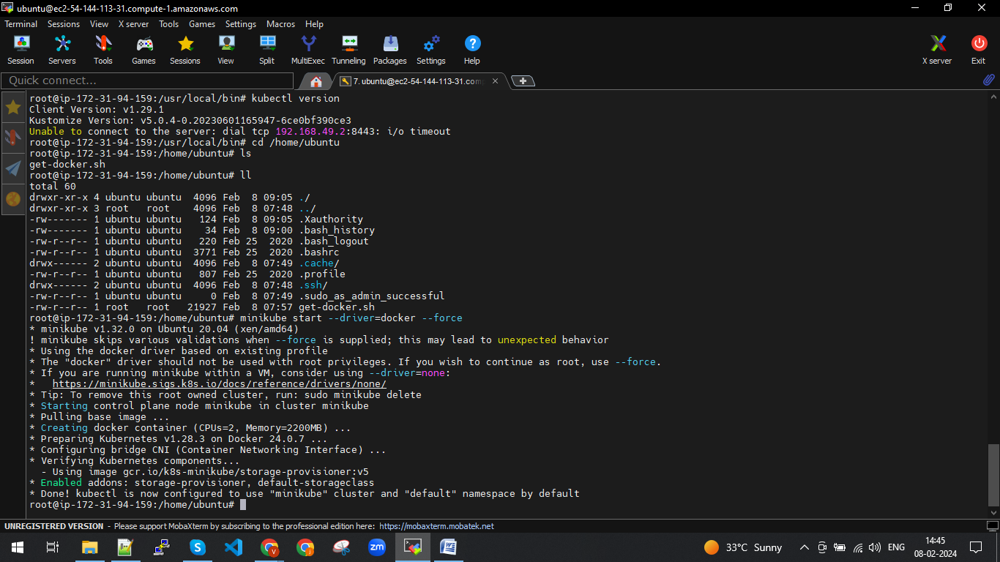 ubuntu@ec2-54-144-113-31.compute-1.amazonaws.com
Terminal Sessions View X server Tools Games Settings Macros Help
Session Servers Tools Games Sessions View Split MultiExec Tunneling Packages Settings Help X server Exit
Quick connect...
7. ubuntu@ec2-54-144-113-31.com
root@ip-172-31-94-159:/usr/local/bin# kubectl version
Client Version: v1.29.1
Kustomize Version: v5.0.4-0.20230601165947-6ce0bf390ce3
Unable to connect to the server: dial tcp 192.168.49.2:8443: i/o timeout
root@ip-172-31-94-159:/usr/local/bin# cd /home/ubuntu
root@ip-172-31-94-159:/home/ubuntu# ls
get-docker.sh
root@ip-172-31-94-159:/home/ubuntu# ll
total 60
drwxr-xr-x 4 ubuntu ubuntu  4096 Feb  8 09:05 ./
drwxr-xr-x 3 root   root    4096 Feb  8 07:48 ../
-rw------- 1 ubuntu ubuntu   124 Feb  8 09:05 .Xauthority
-rw------- 1 ubuntu ubuntu    34 Feb  8 09:00 .bash_history
-rw-r--r-- 1 ubuntu ubuntu   220 Feb 25  2020 .bash_logout
-rw-r--r-- 1 ubuntu ubuntu  3771 Feb 25  2020 .bashrc
drwx------ 2 ubuntu ubuntu  4096 Feb  8 07:49 .cache/
-rw-r--r-- 1 ubuntu ubuntu   807 Feb 25  2020 .profile
drwx------ 2 ubuntu ubuntu  4096 Feb  8 07:48 .ssh/
-rw-r--r-- 1 ubuntu ubuntu     0 Feb  8 07:49 .sudo_as_admin_successful
-rw-r--r-- 1 root   root   21927 Feb  8 07:57 get-docker.sh
root@ip-172-31-94-159:/home/ubuntu# minikube start --driver=docker --force
* minikube v1.32.0 on Ubuntu 20.04 (xen/amd64)
! minikube skips various validations when --force is supplied; this may lead to unexpected behavior
* Using the docker driver based on existing profile
* The "docker" driver should not be used with root privileges. If you wish to continue as root, use --force.
* If you are running minikube within a VM, consider using --driver=none:
*   https://minikube.sigs.k8s.io/docs/reference/drivers/none/
* Tip: To remove this root owned cluster, run: sudo minikube delete
* Starting control plane node minikube in cluster minikube
* Pulling base image ...
* Creating docker container (CPUs=2, Memory=2200MB) ...
* Preparing Kubernetes v1.28.3 on Docker 24.0.7 ...
* Configuring bridge CNI (Container Networking Interface) ...
* Verifying Kubernetes components...
  - Using image gcr.io/k8s-minikube/storage-provisioner:v5
* Enabled addons: storage-provisioner, default-storageclass
* Done! kubectl is now configured to use "minikube" cluster and "default" namespace by default
root@ip-172-31-94-159:/home/ubuntu#
UNREGISTERED VERSION - Please support MobaXterm by subscribing to the professional edition here: https://mobaxterm.mobatek.net
zm
33°C Sunny
ENG
14:45
08-02-2024